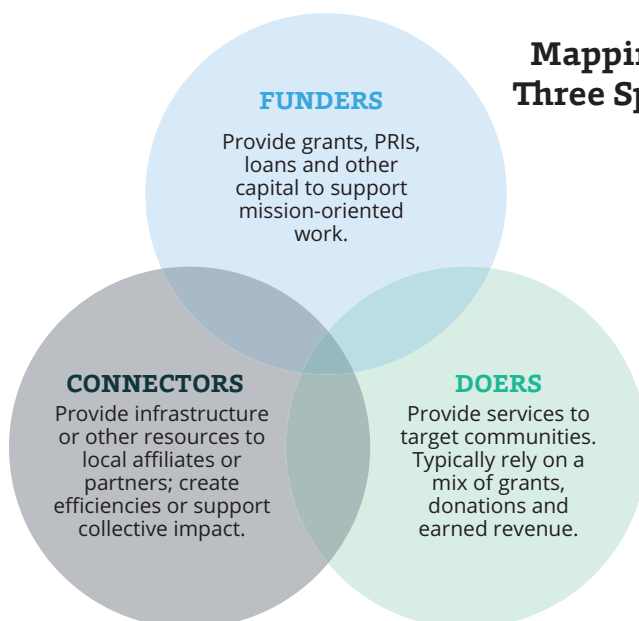 FUNDERS
Provide grants, PRIs,
loans and other
capital to support
mission-oriented
work.
CONNECTORS
Provide infrastructure
or other resources to
local affiliates or
partners; create
efficiencies or support
collective impact.
DOERS
Provide services to
target communities.
Typically rely on a
mix of grants,
donations and
earned revenue.
Three